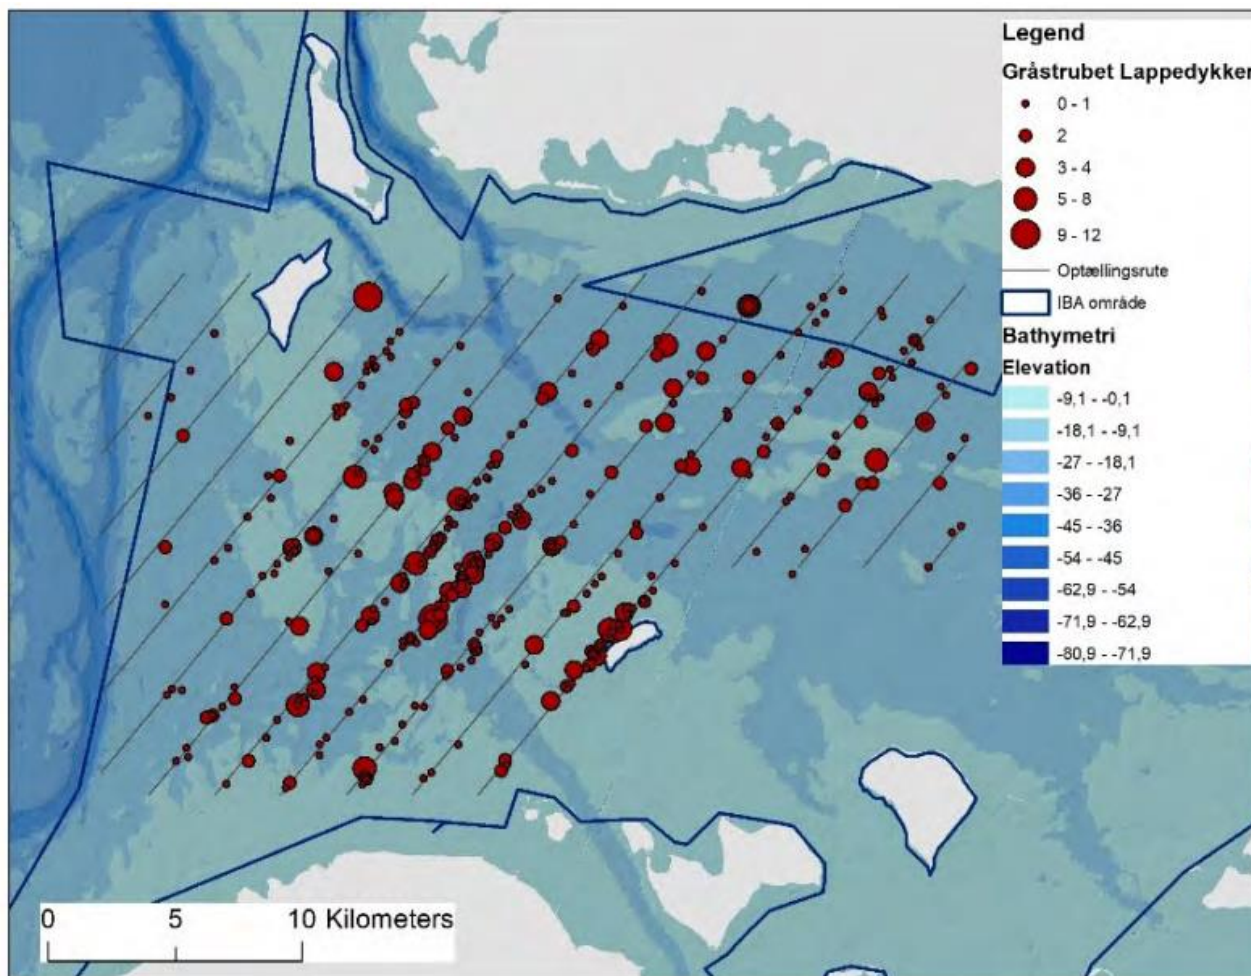 Legend
Gråstrubet Lappedykker
0 - 1
2
3 - 4
5 - 8
9 - 12
Optællingsrute
IBA område
Bathymetri
Elevation
-9,1 - -0,1
-18,1 - -9,1
-27 - -18,1
-36 - -27
-45 - -36
-54 - -45
-62,9 - -54
-71,9 - -62,9
-80,9 - -71,9
0 5 10 Kilometers